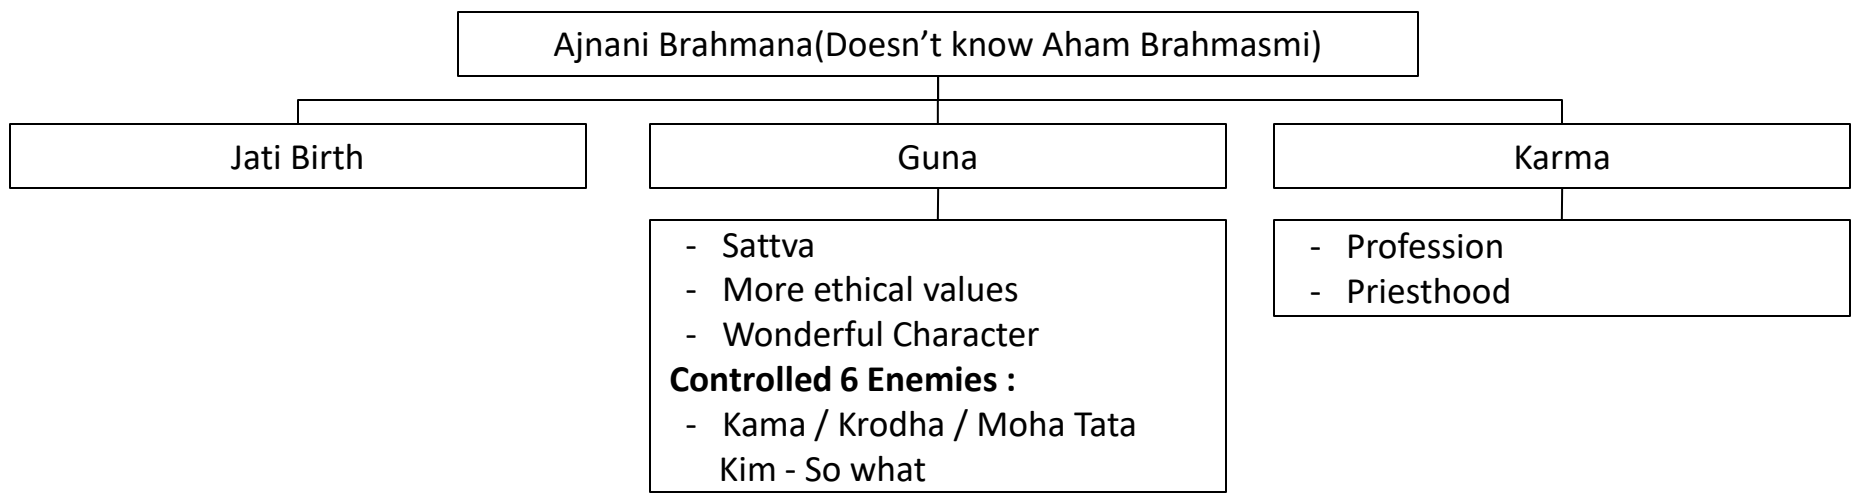 Ajnani Brahmana(Doesn’t know Aham Brahmasmi)
Jati Birth
Guna
Karma
- Sattva
- More ethical values
- Wonderful Character
Controlled 6 Enemies :
- Kama / Krodha / Moha Tata
Kim - So what
- Profession
- Priesthood